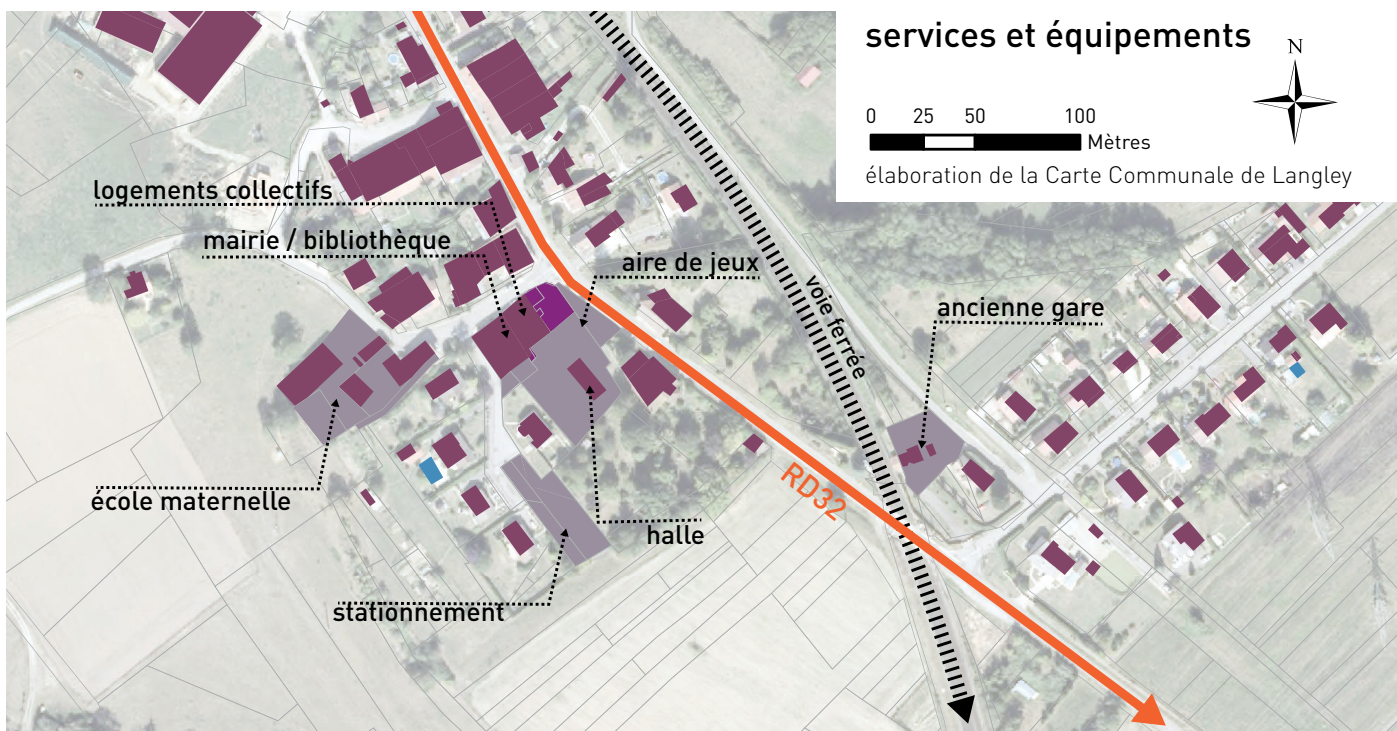 services et équipements
N
0 25 50 100
Mètres
élaboration de la Carte Communale de Langley
logements collectifs
mairie / bibliothèque
aire de jeux
voie ferrée
ancienne gare
RD32
école maternelle
halle
stationnement